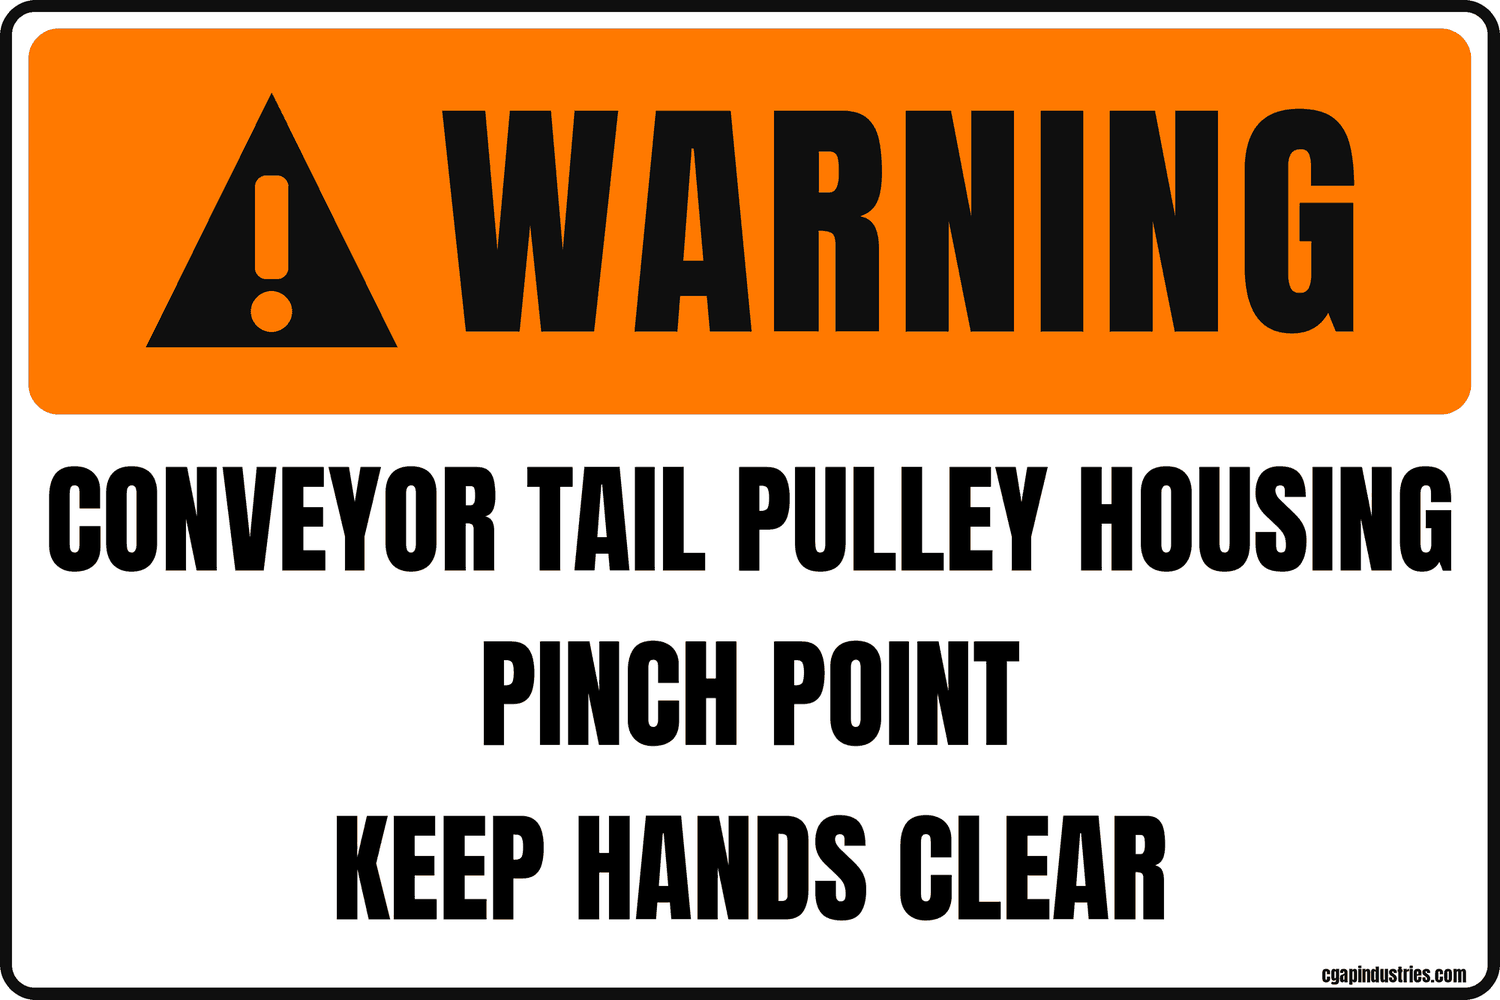 WARNING
CONVEYOR TAIL PULLEY HOUSING
PINCH POINT
KEEP HANDS CLEAR
cgapindustries.com